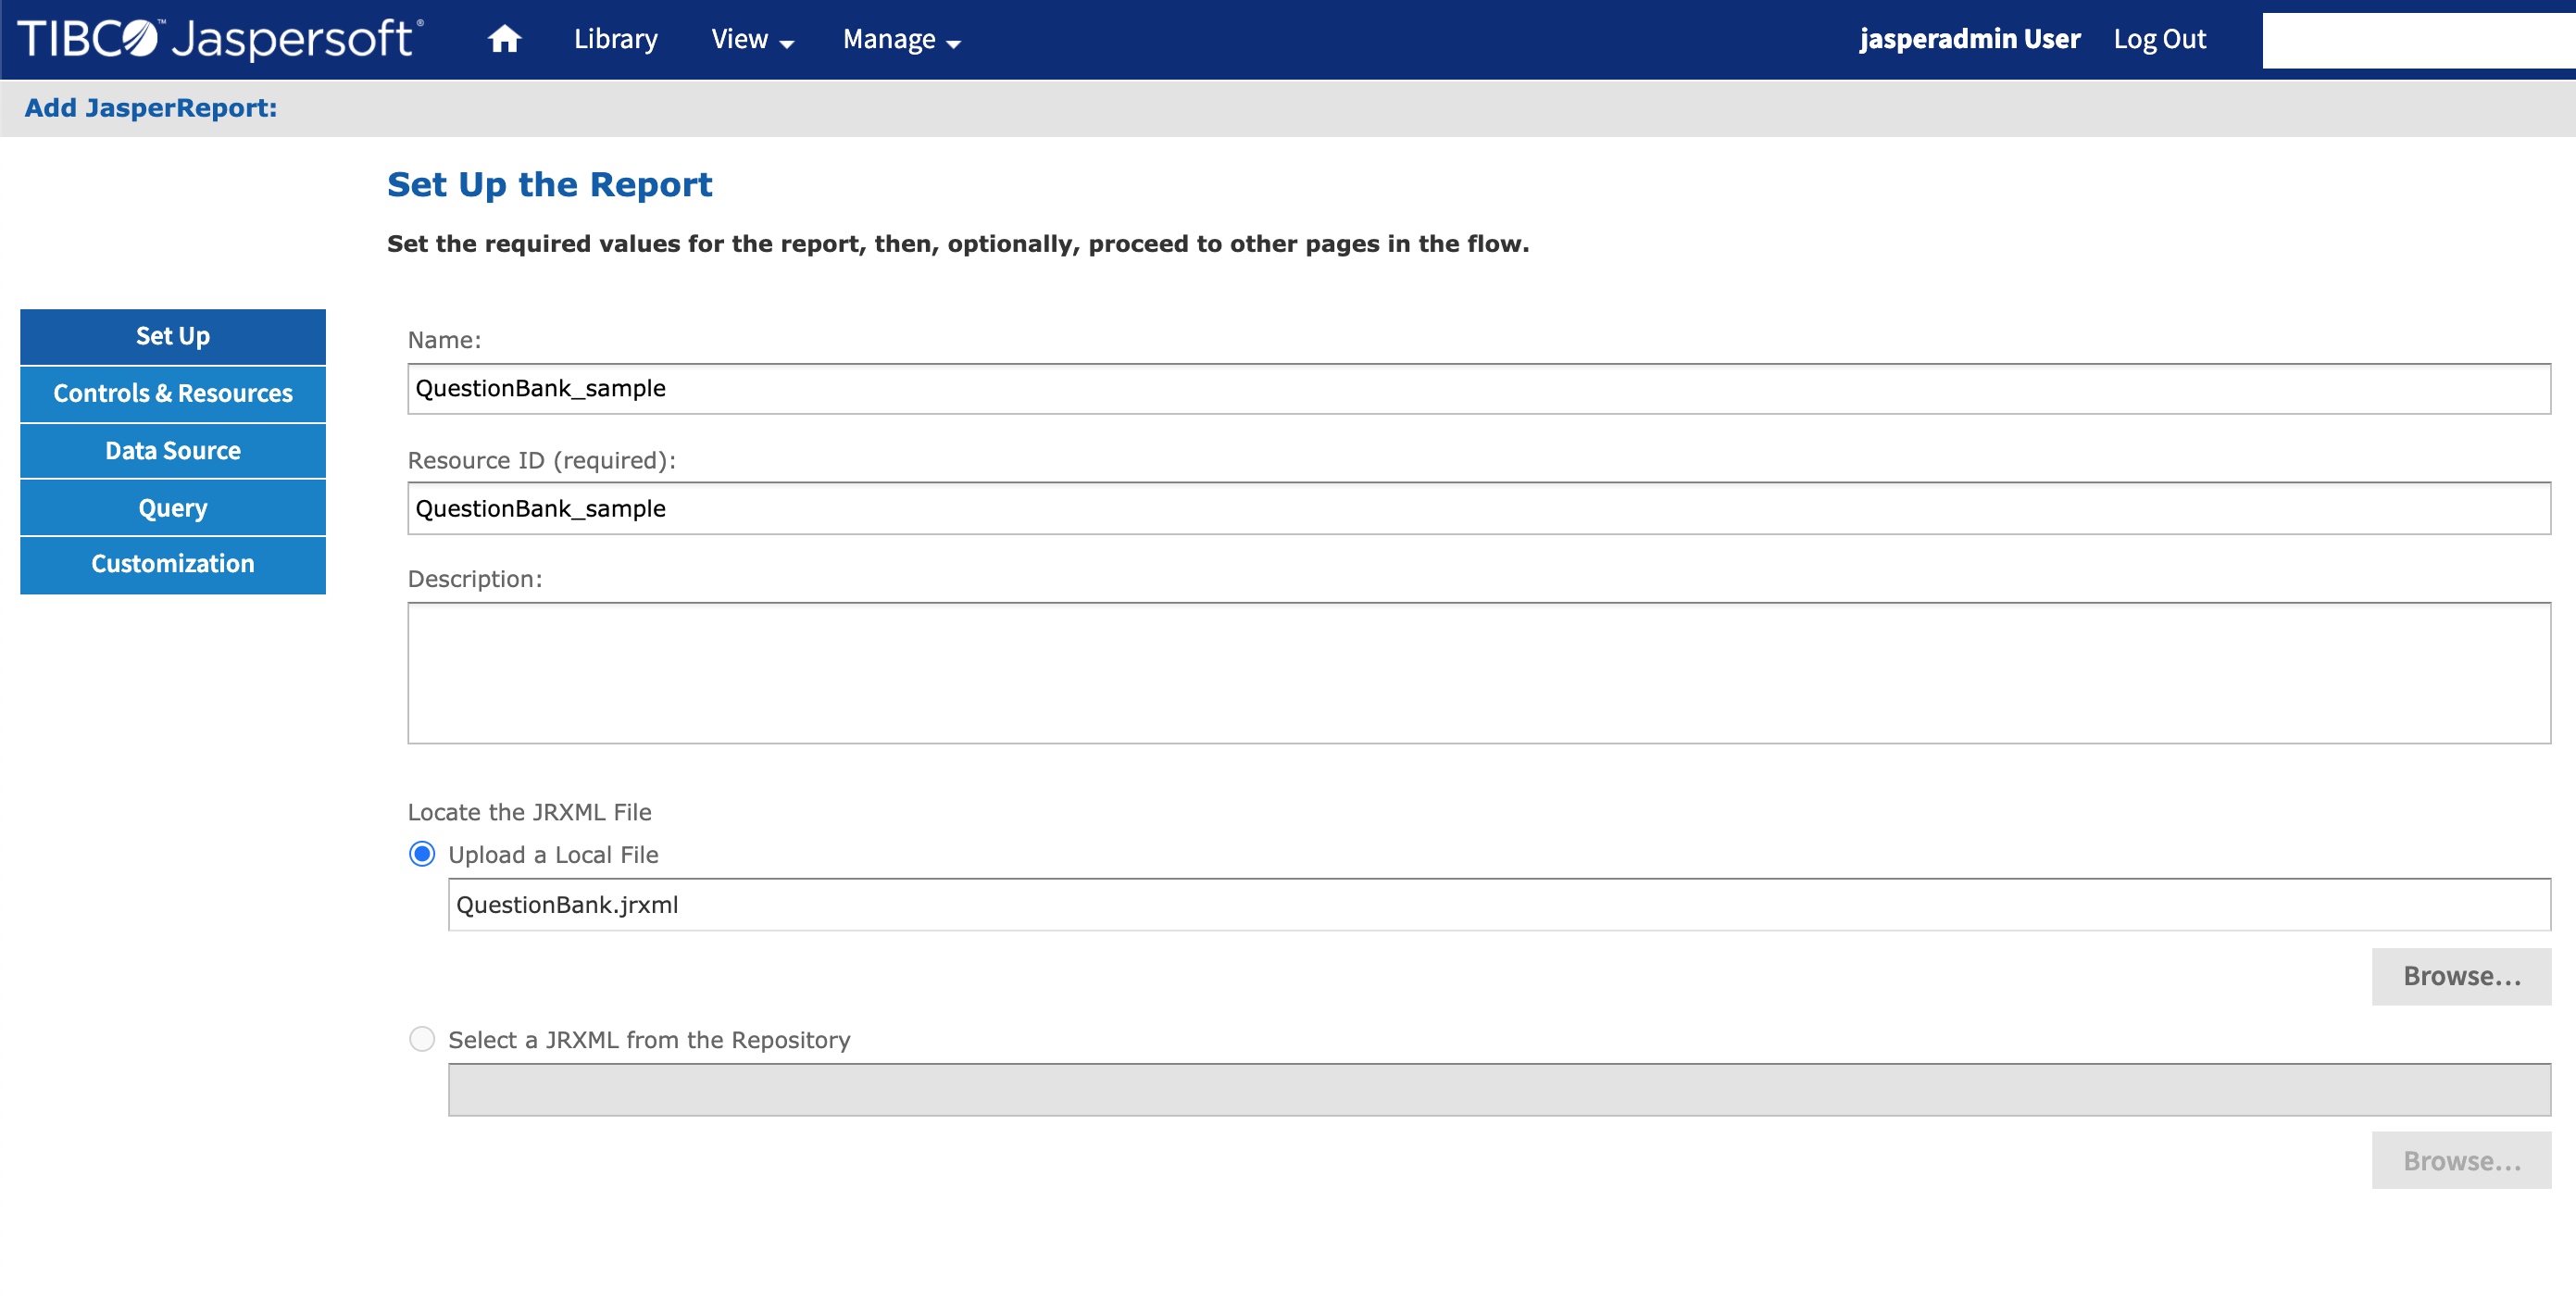 TIBCO™ Jaspersoft®
Library
View
Manage
jasperadmin User
Log Out
Add JasperReport:
Set Up the Report
Set the required values for the report, then, optionally, proceed to other pages in the flow.
Set Up
Controls & Resources
Data Source
Query
Customization
Name:
QuestionBank_sample
Resource ID (required):
QuestionBank_sample
Description:
Locate the JRXML File
Upload a Local File
QuestionBank.jrxml
Browse...
Select a JRXML from the Repository
Browse...